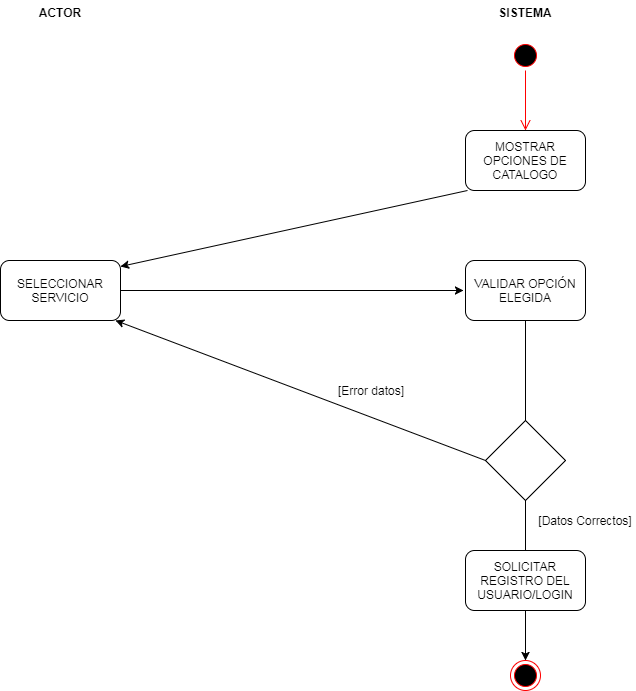 ACTOR
SISTEMA
MOSTRAR
OPCIONES DE
CATALOGO
SELECCIONAR
SERVICIO
VALIDAR OPCIÓN
ELEGIDA
[Error datos]
[Datos Correctos]
SOLICITAR
REGISTRO DEL
USUARIO/LOGIN